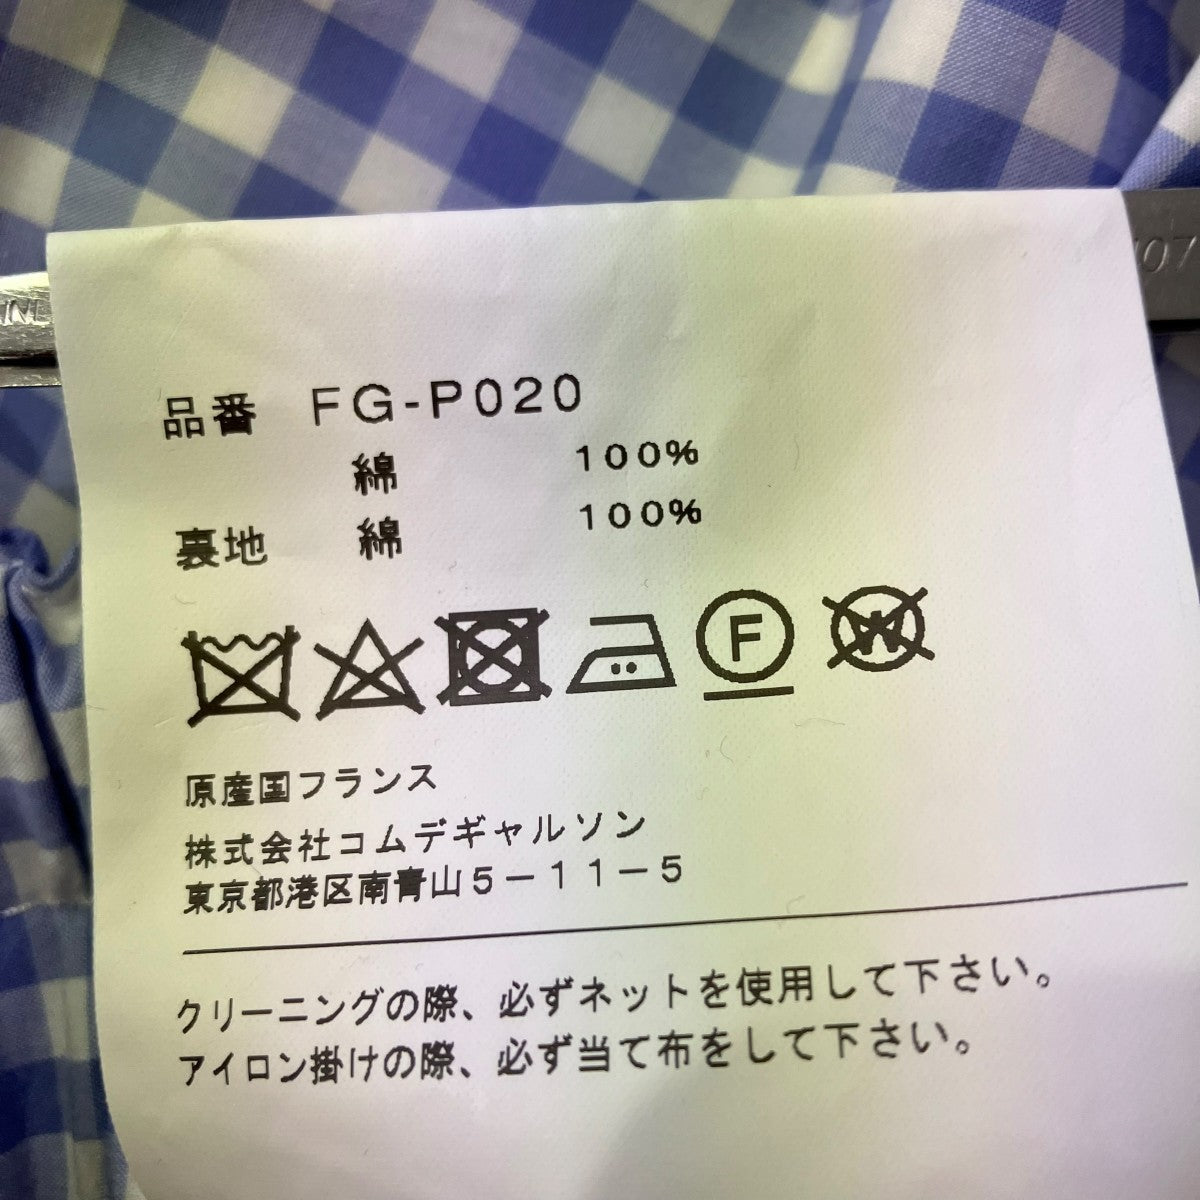 品番 FG-P020
綿 100%
裏地 綿 100%
F
W
原産国フランス
株式会社コムデギャルソン
東京都港区南青山5-11-5
クリーニングの際、必ずネットを使用して下さい。
アイロン掛けの際、必ず当て布をして下さい。